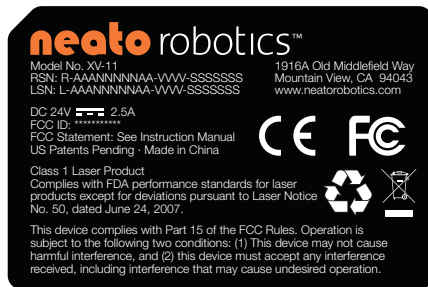 neato robotics™
Model No. XV-11
RSN: R-AAANNNNNAA-VVVV-SSSSSSS
LSN: L-AAANNNNNAA-VVVV-SSSSSSS
1916A Old Middlefield Way
Mountain View, CA  94043
www.neatorobotics.com
DC 24V 2.5A
FCC ID: ***********
FCC Statement: See Instruction Manual
US Patents Pending · Made in China
CE FC
Class 1 Laser Product
Complies with FDA performance standards for laser
products except for deviations pursuant to Laser Notice
No. 50, dated June 24, 2007.
This device complies with Part 15 of the FCC Rules. Operation is
subject to the following two conditions: (1) This device may not cause
harmful interference, and (2) this device must accept any interference
received, including interference that may cause undesired operation.